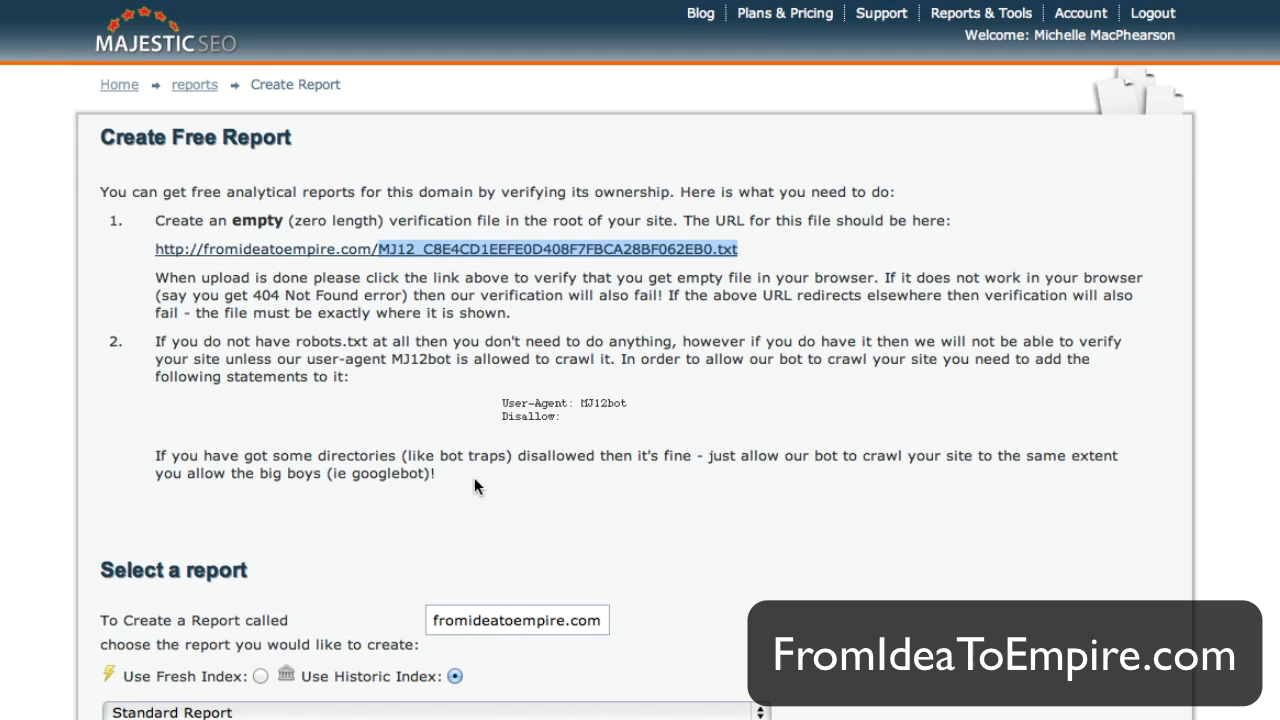 Blog Plans & Pricing Support Reports & Tools Account Logout
MAJESTICSEO
Welcome: Michelle MacPhearson
Home reports Create Report
Create Free Report
You can get free analytical reports for this domain by verifying its ownership. Here is what you need to do:
1. Create an empty (zero length) verification file in the root of your site. The URL for this file should be here:
http://fromideatoempire.com/MJ12_C8E4CD1EEFE0D408F7FBCA28BF062EB0.txt
When upload is done please click the link above to verify that you get empty file in your browser. If it does not work in your browser
(say you get 404 Not Found error) then our verification will also fail! If the above URL redirects elsewhere then verification will also
fail - the file must be exactly where it is shown.
2. If you do not have robots.txt at all then you don't need to do anything, however if you do have it then we will not be able to verify
your site unless our user-agent MJ12bot is allowed to crawl it. In order to allow our bot to crawl your site you need to add the
following statements to it:
User-Agent: MJ12bot
Disallow:
If you have got some directories (like bot traps) disallowed then it's fine - just allow our bot to crawl your site to the same extent
you allow the big boys (ie googlebot)!
Select a report
To Create a Report called fromideatoempire.com
choose the report you would like to create:
Use Fresh Index: Use Historic Index:
Standard Report
FromIdeaToEmpire.com